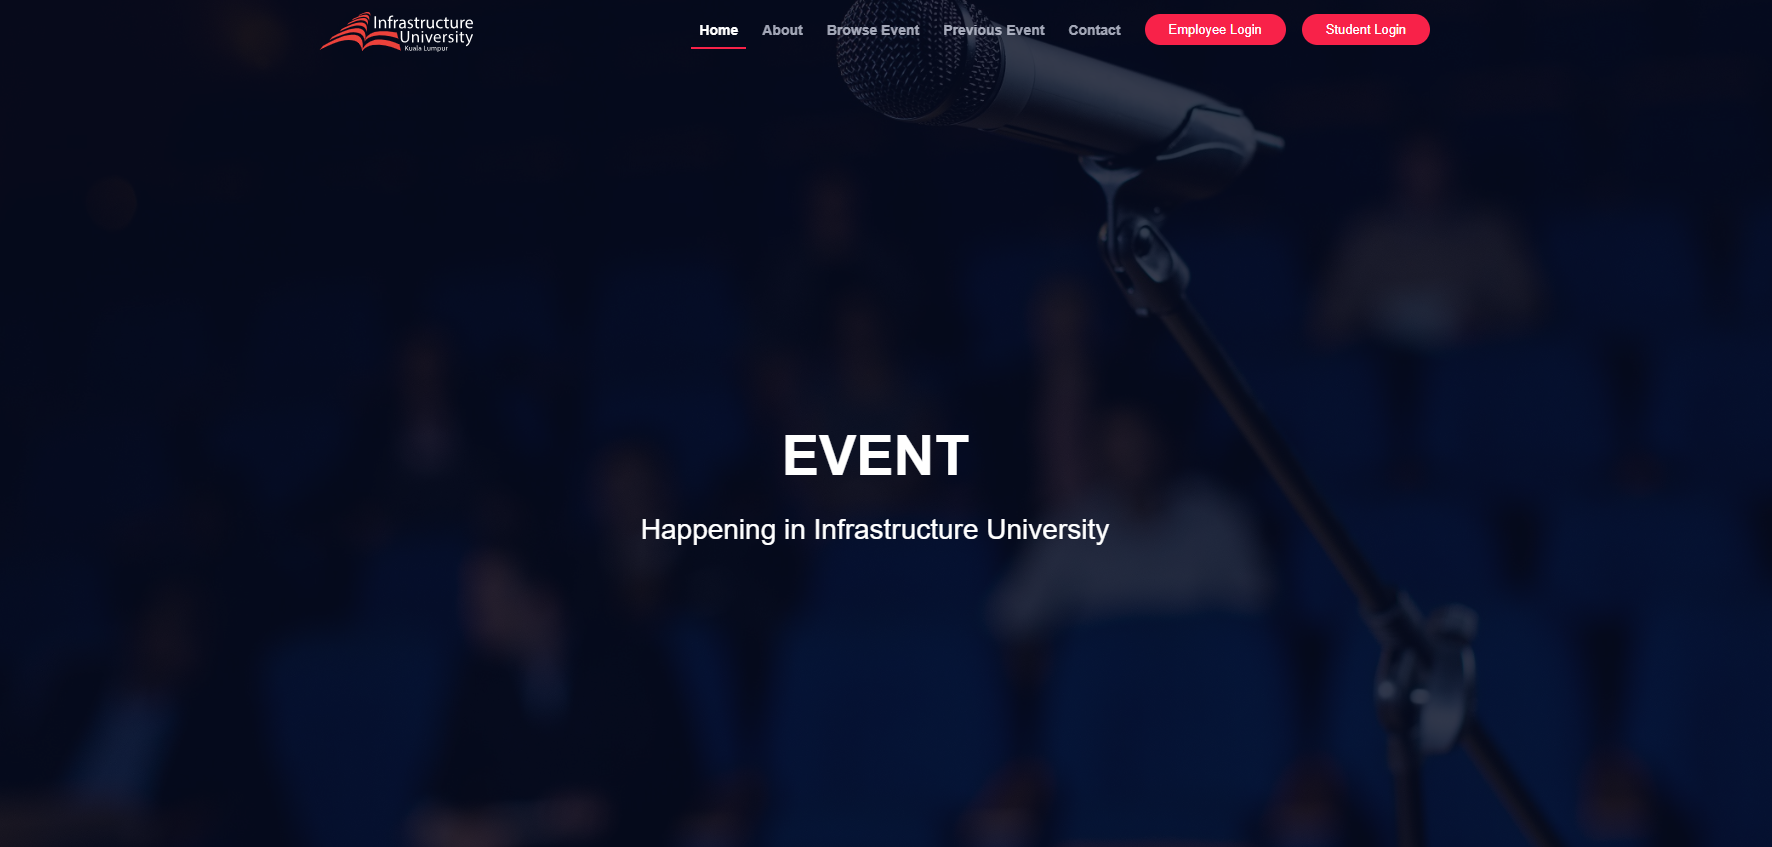 Infrastructure
University
Kuala Lumpur
Home About Browse Event Previous Event Contact Employee Login Student Login
EVENT
Happening in Infrastructure University